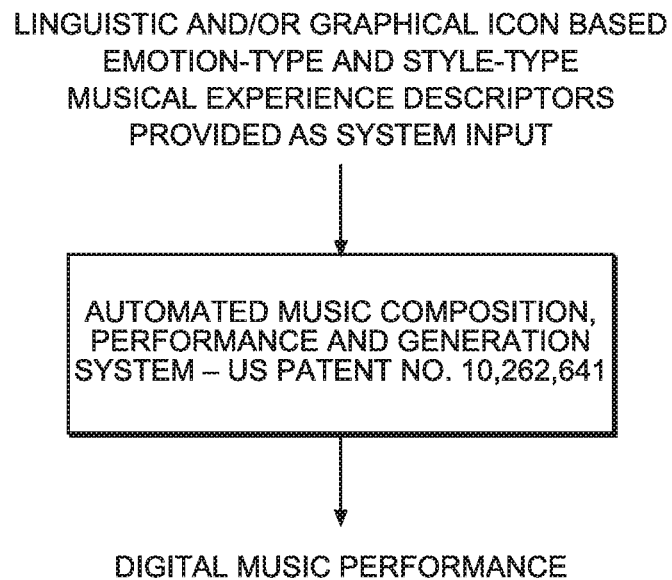 LINGUISTIC AND/OR GRAPHICAL ICON BASED
EMOTION-TYPE AND STYLE-TYPE
MUSICAL EXPERIENCE DESCRIPTORS
PROVIDED AS SYSTEM INPUT
AUTOMATED MUSIC COMPOSITION,
PERFORMANCE AND GENERATION
SYSTEM – US PATENT NO. 10,262,641
DIGITAL MUSIC PERFORMANCE